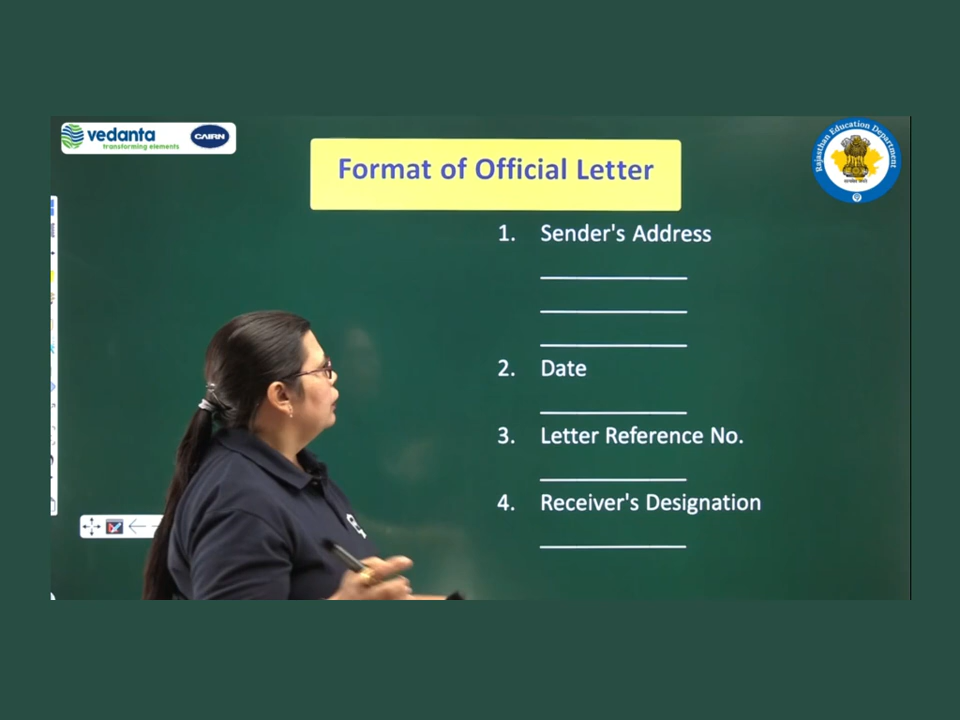 vedanta
transforming elements
CAIRN
Format of Official Letter
Rajasthan Education Department
1. Sender's Address
2. Date
3. Letter Reference No.
4. Receiver's Designation